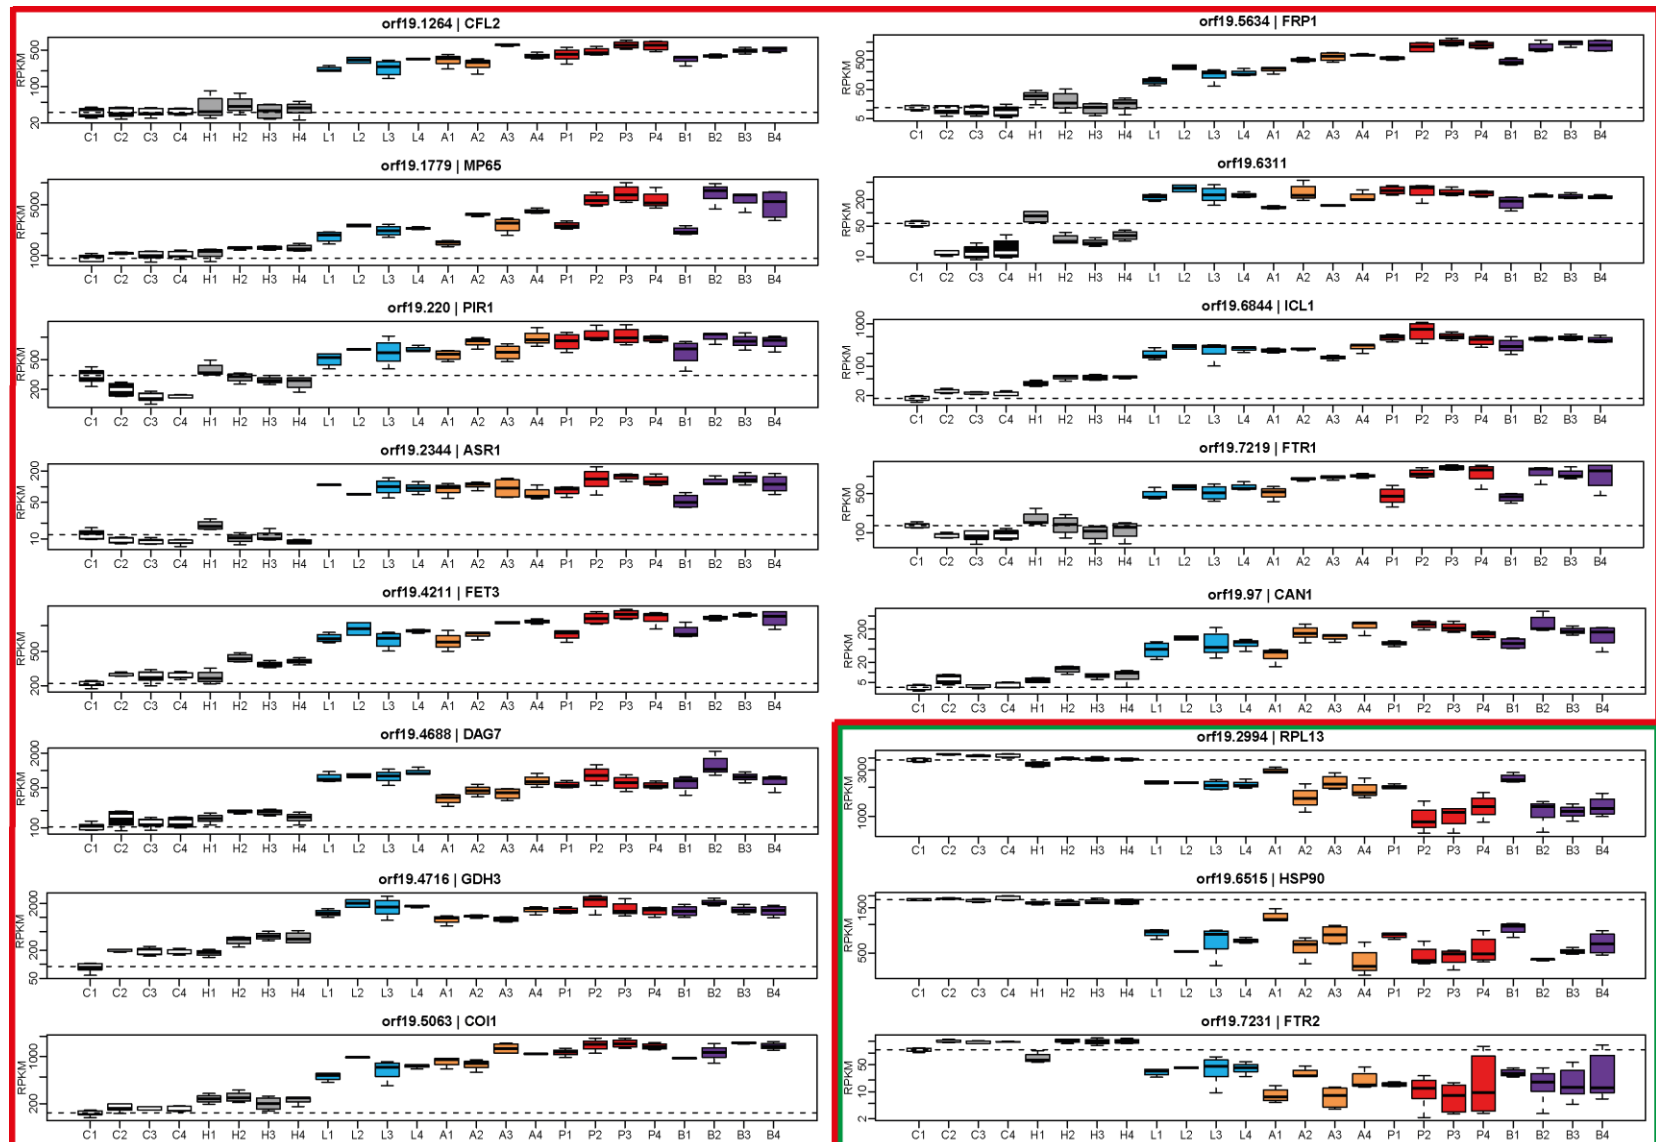 orf19.1264 | CFL2
RPKM
500
100
20
C1 C2 C3 C4 H1 H2 H3 H4 L1 L2 L3 L4 A1 A2 A3 A4 P1 P2 P3 P4 B1 B2 B3 B4
orf19.1779 | MP65
RPKM
5000
1000
C1 C2 C3 C4 H1 H2 H3 H4 L1 L2 L3 L4 A1 A2 A3 A4 P1 P2 P3 P4 B1 B2 B3 B4
orf19.220 | PIR1
RPKM
200
C1 C2 C3 C4 H1 H2 H3 H4 L1 L2 L3 L4 A1 A2 A3 A4 P1 P2 P3 P4 B1 B2 B3 B4
orf19.2344 | ASR1
RPKM
200
50
10
C1 C2 C3 C4 H1 H2 H3 H4 L1 L2 L3 L4 A1 A2 A3 A4 P1 P2 P3 P4 B1 B2 B3 B4
orf19.4211 | FET3
RPKM
500
200
C1 C2 C3 C4 H1 H2 H3 H4 L1 L2 L3 L4 A1 A2 A3 A4 P1 P2 P3 P4 B1 B2 B3 B4
orf19.4688 | DAG7
RPKM
2000
500
100
C1 C2 C3 C4 H1 H2 H3 H4 L1 L2 L3 L4 A1 A2 A3 A4 P1 P2 P3 P4 B1 B2 B3 B4
orf19.4716 | GDH3
RPKM
2000
200
50
C1 C2 C3 C4 H1 H2 H3 H4 L1 L2 L3 L4 A1 A2 A3 A4 P1 P2 P3 P4 B1 B2 B3 B4
orf19.5063 | COI1
RPKM
1000
200
C1 C2 C3 C4 H1 H2 H3 H4 L1 L2 L3 L4 A1 A2 A3 A4 P1 P2 P3 P4 B1 B2 B3 B4
orf19.5634 | FRP1
RPKM
500
50
5
C1 C2 C3 C4 H1 H2 H3 H4 L1 L2 L3 L4 A1 A2 A3 A4 P1 P2 P3 P4 B1 B2 B3 B4
orf19.6311
RPKM
200
50
10
C1 C2 C3 C4 H1 H2 H3 H4 L1 L2 L3 L4 A1 A2 A3 A4 P1 P2 P3 P4 B1 B2 B3 B4
orf19.6844 | ICL1
RPKM
1000
100
20
C1 C2 C3 C4 H1 H2 H3 H4 L1 L2 L3 L4 A1 A2 A3 A4 P1 P2 P3 P4 B1 B2 B3 B4
orf19.7219 | FTR1
RPKM
500
100
C1 C2 C3 C4 H1 H2 H3 H4 L1 L2 L3 L4 A1 A2 A3 A4 P1 P2 P3 P4 B1 B2 B3 B4
orf19.97 | CAN1
RPKM
200
20
5
C1 C2 C3 C4 H1 H2 H3 H4 L1 L2 L3 L4 A1 A2 A3 A4 P1 P2 P3 P4 B1 B2 B3 B4
orf19.2994 | RPL13
RPKM
3000
1000
C1 C2 C3 C4 H1 H2 H3 H4 L1 L2 L3 L4 A1 A2 A3 A4 P1 P2 P3 P4 B1 B2 B3 B4
orf19.6515 | HSP90
RPKM
1500
500
C1 C2 C3 C4 H1 H2 H3 H4 L1 L2 L3 L4 A1 A2 A3 A4 P1 P2 P3 P4 B1 B2 B3 B4
orf19.7231 | FTR2
RPKM
50
10
2
C1 C2 C3 C4 H1 H2 H3 H4 L1 L2 L3 L4 A1 A2 A3 A4 P1 P2 P3 P4 B1 B2 B3 B4